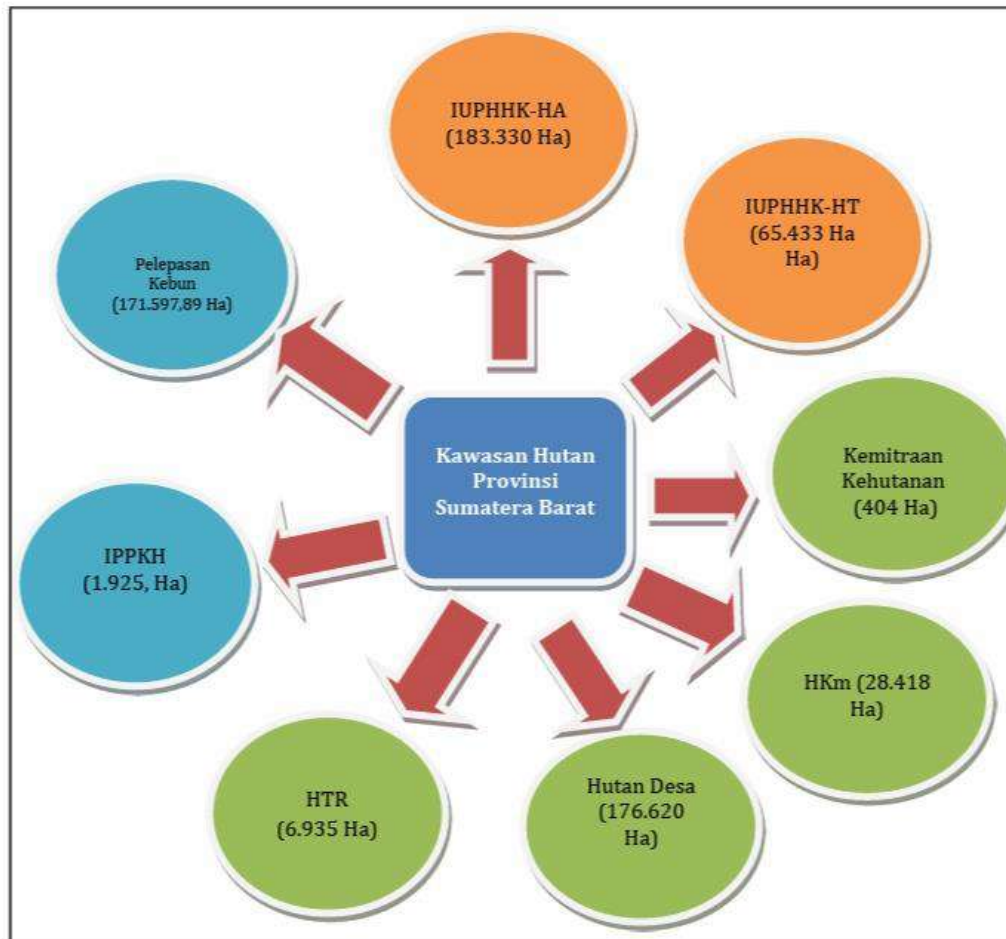 IUPHHK-HA
(183.330 Ha)
IUPHHK-HT
(65.433 Ha
Ha)
Pelepasan
Kebun
(171.597,89 Ha)
Kawasan Hutan
Provinsi
Sumatera Barat
Kemitraan
Kehutanan
(404 Ha)
IPPKH
(1.925, Ha)
HKm (28.418
Ha)
HTR
(6.935 Ha)
Hutan Desa
(176.620
Ha)